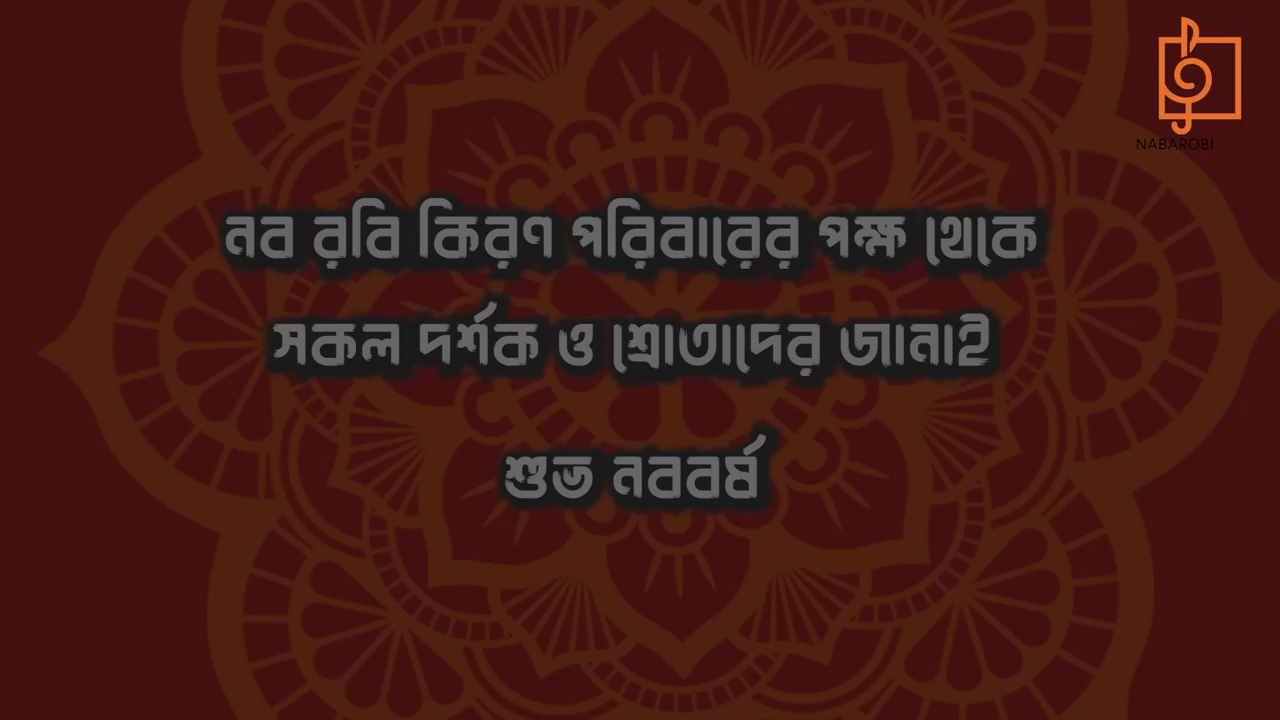 NABAROBI
নব রবি কিরণ পরিবারের পক্ষ থেকে
সকল দর্শক ও শ্রোতাদের জানাই
শুভ নববর্ষ